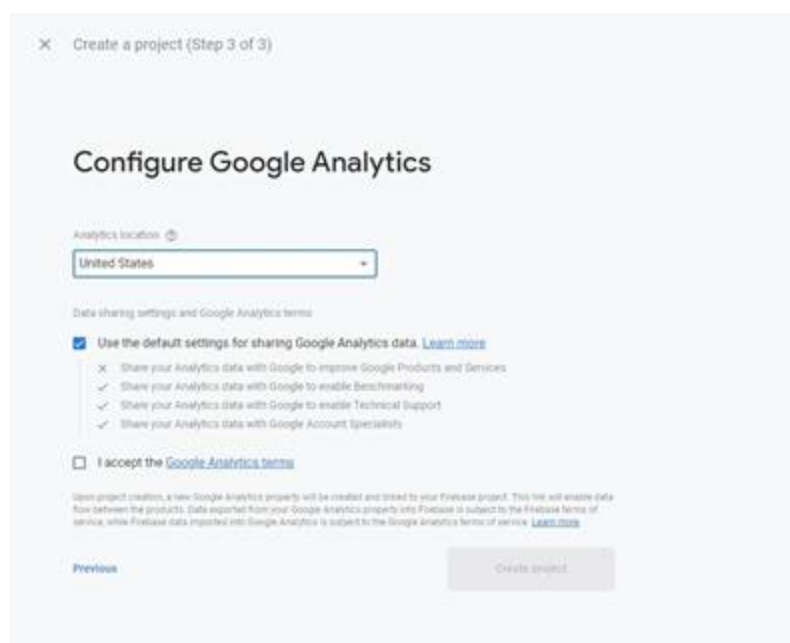 Create a project (Step 3 of 3)
Configure Google Analytics
Analytics location
United States
Data sharing settings and Google Analytics terms
Use the default settings for sharing Google Analytics data. Learn more
Share your Analytics data with Google to improve Google Products and Services
Share your Analytics data with Google to enable Benchmarking
Share your Analytics data with Google to enable Technical Support
Share your Analytics data with Google Account Specialists
I accept the Google Analytics terms
Upon project creation, a new Google Analytics property will be created and linked to your Firebase project. This link will enable data
flow between the products. Data exported from your Google Analytics property into Firebase is subject to the Firebase terms of
service, while Firebase data imported into Google Analytics is subject to the Google Analytics terms of service. Learn more
Previous
Create project